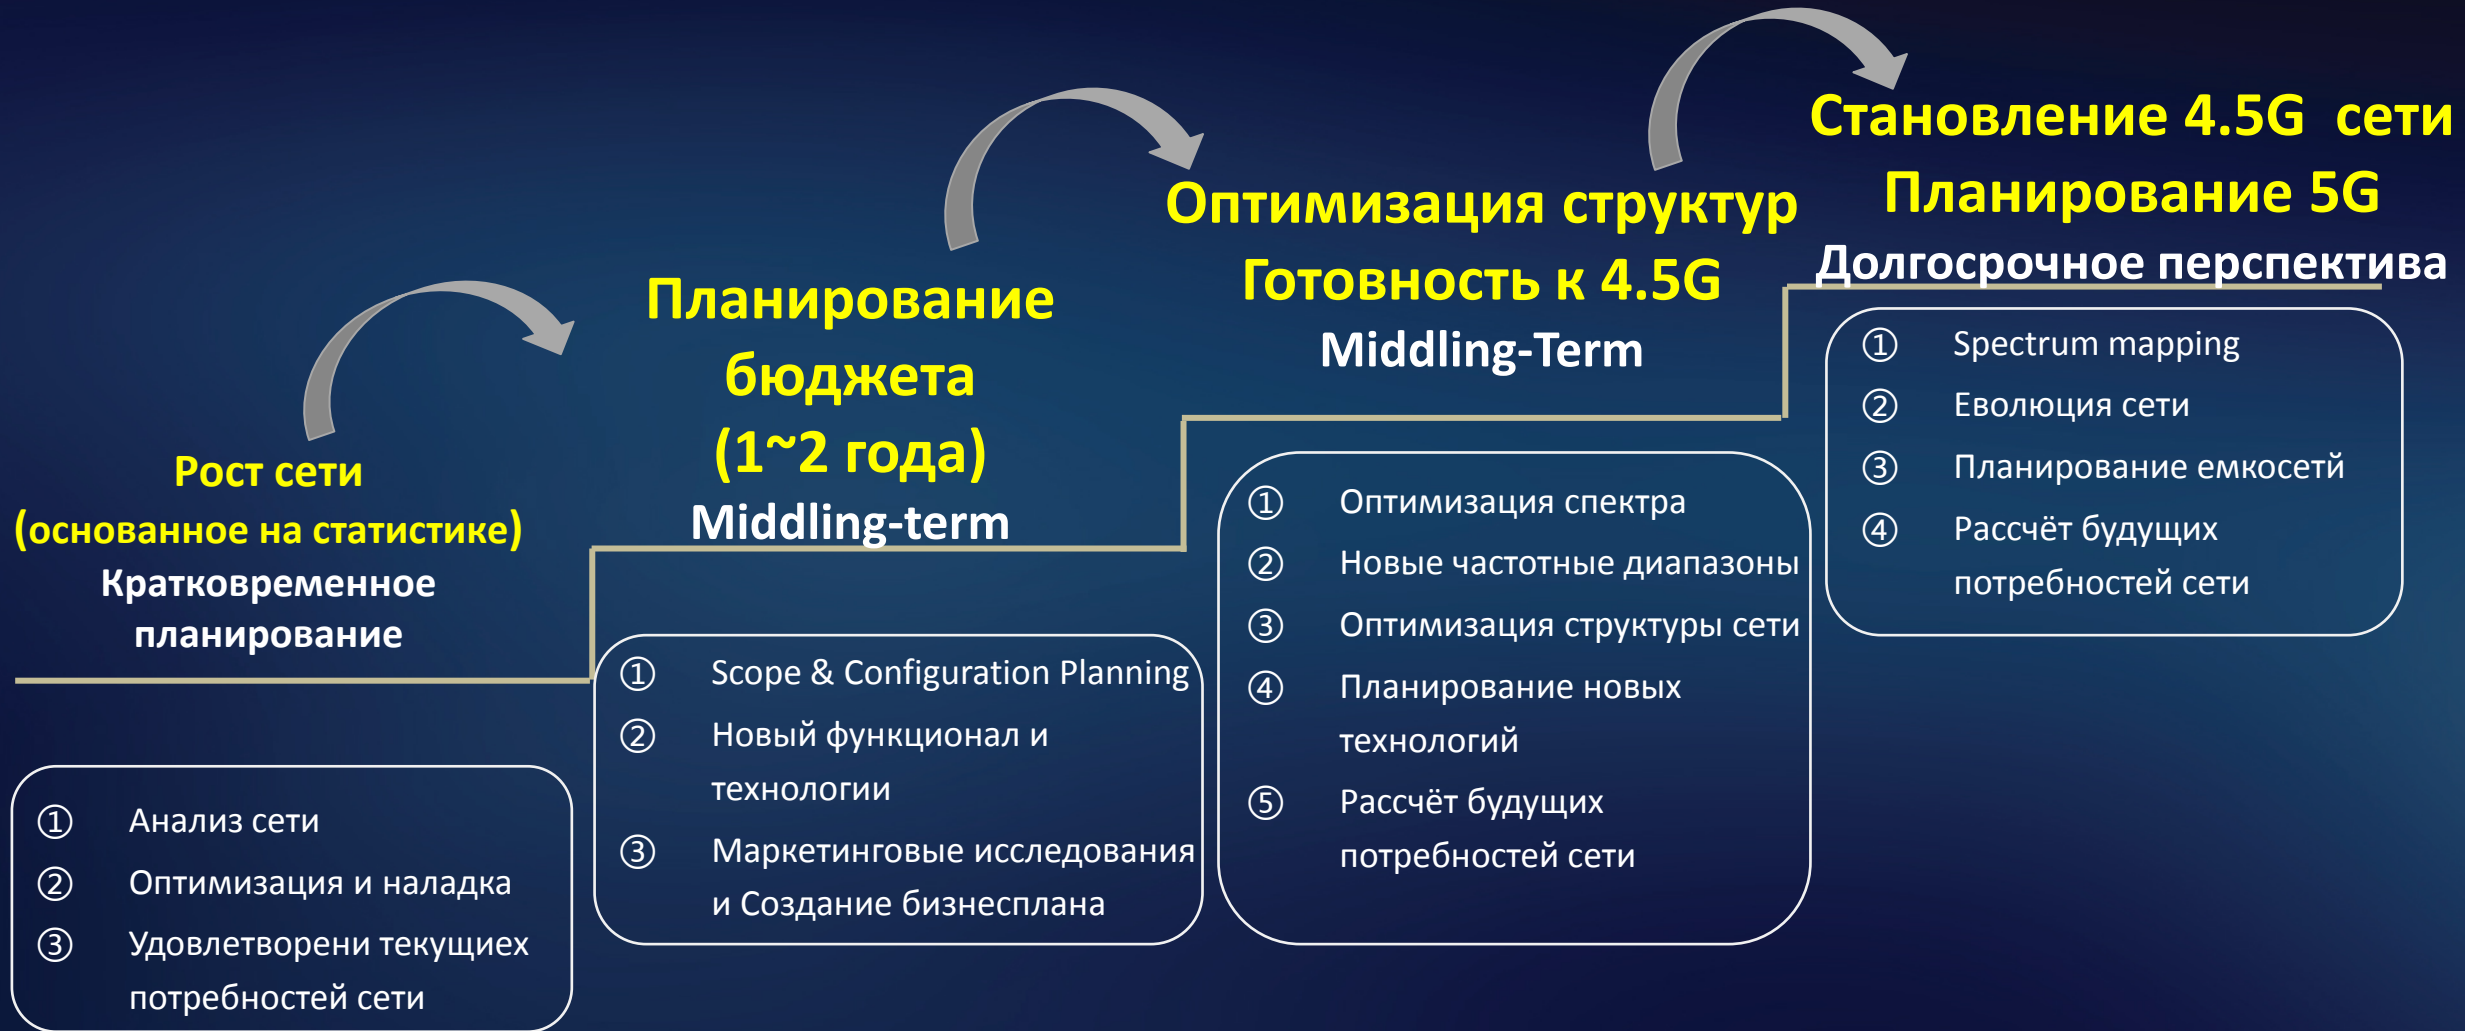 Рост сети
(основанное на статистике)
Кратковременное
планирование
① Анализ сети
② Оптимизация и наладка
③ Удовлетворени текущиех
потребностей сети
Планирование
бюджета
(1~2 года)
Middling-term
① Scope & Configuration Planning
② Новый функционал и
технологии
③ Маркетинговые исследования
и Создание бизнесплана
Оптимизация структур
Готовность к 4.5G
Middling-Term
① Оптимизация спектра
② Новые частотные диапазоны
③ Оптимизация структуры сети
④ Планирование новых
технологий
⑤ Рассчёт будущих
потребностей сети
Становление 4.5G сети
Планирование 5G
Долгосрочное перспектива
① Spectrum mapping
② Еволюция сети
③ Планирование емкосетй
④ Рассчёт будущих
потребностей сети